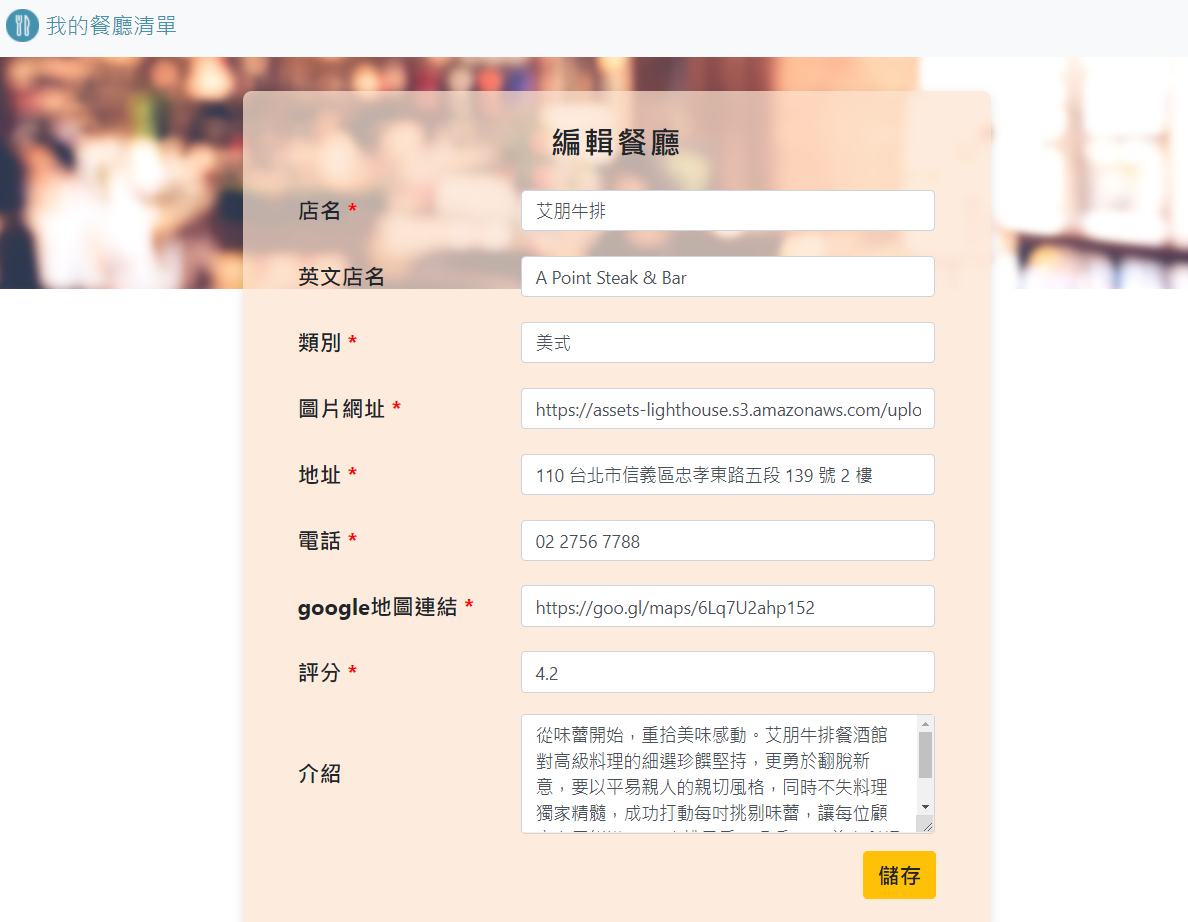 我的餐廳清單
編輯餐廳
店名 *
艾朋牛排
英文店名
A Point Steak & Bar
類別 *
美式
圖片網址 *
https://assets-lighthouse.s3.amazonaws.com/uplo
地址 *
110 台北市信義區忠孝東路五段 139 號 2 樓
電話 *
02 2756 7788
google地圖連結 *
https://goo.gl/maps/6Lq7U2ahp152
評分 *
4.2
介紹
從味蕾開始，重拾美味感動。艾朋牛排餐酒館
對高級料理的細選珍饌堅持，更勇於翻脫新
意，要以平易親人的親切風格，同時不失料理
獨家精髓，成功打動每吋挑剔味蕾，讓每位顧
儲存